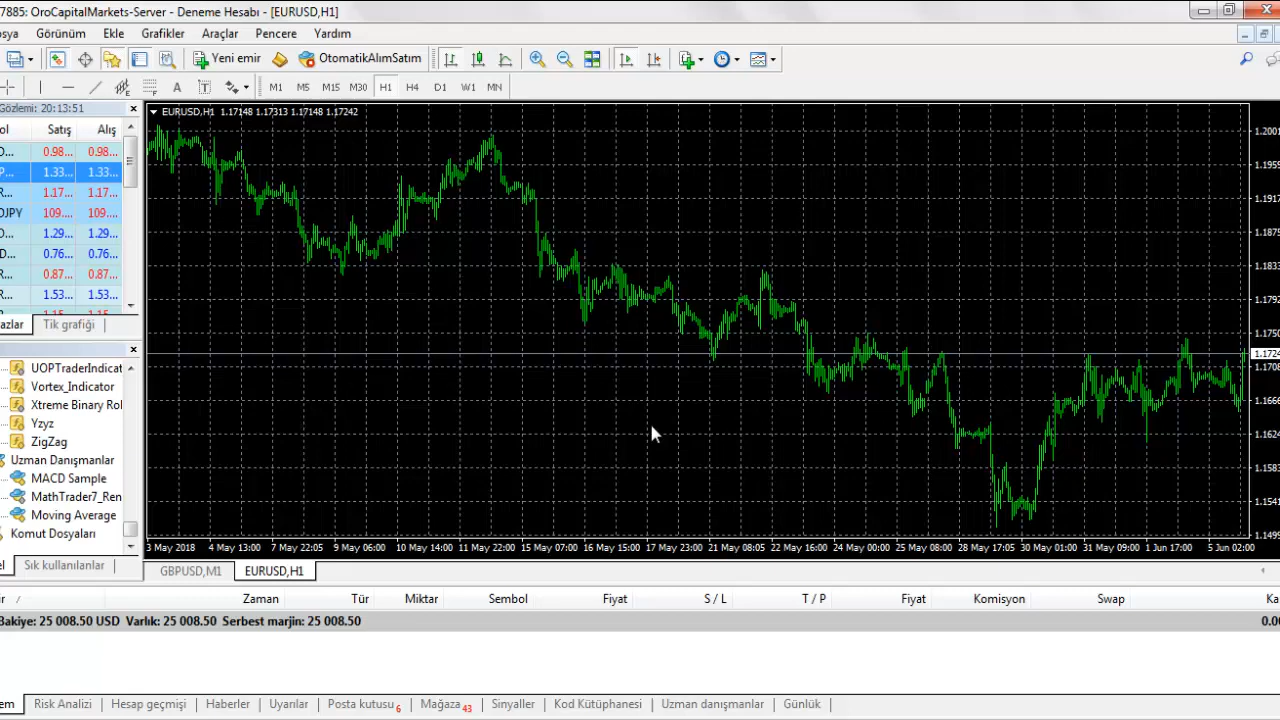 7885: OroCapitalMarkets-Server - Deneme Hesabı - [EURUSD,H1]
osya Görünüm Ekle Grafikler Araçlar Pencere Yardım
Yeni emir OtomatikAlımSatım
A T M1 M5 M15 M30 H1 H4 D1 W1 MN
Gözlemi: 20:13:51
ol Satış Alış
D... 0.98... 0.98...
P... 1.33... 1.33...
R... 1.17... 1.17...
DJPY 109.... 109....
D... 1.29... 1.29...
D... 0.76... 0.76...
R... 0.87... 0.87...
R... 1.53... 1.53...
azlar Tik grafiği
UOPTraderIndicat
Vortex_Indicator
Xtreme Binary Rol
Yzyz
ZigZag
Uzman Danışmanlar
MACD Sample
MathTrader7_Ren
Moving Average
Komut Dosyaları
el Sık kullanılanlar
EURUSD,H1 1.17148 1.17313 1.17148 1.17242
1.2001
1.1959
1.1917
1.1875
1.1833
1.1792
1.1750
1.1724
1.1708
1.1666
1.1624
1.1583
1.1541
1.1499
3 May 2018 4 May 13:00 7 May 22:05 9 May 06:00 10 May 14:00 11 May 22:00 15 May 07:00 16 May 15:00 17 May 23:00 21 May 08:05 22 May 16:00 24 May 00:00 25 May 08:00 28 May 17:05 30 May 01:00 31 May 09:00 1 Jun 17:00 5 Jun 02:00
GBPUSD,M1 EURUSD,H1
ir / Zaman Tür Miktar Sembol Fiyat S / L T / P Fiyat Komisyon Swap Ka
Bakiye: 25 008.50 USD Varlık: 25 008.50 Serbest marjin: 25 008.50 0.00
em Risk Analizi Hesap geçmişi Haberler Uyarılar Posta kutusu 6 Mağaza 43 Sinyaller Kod Kütüphanesi Uzman danışmanlar Günlük